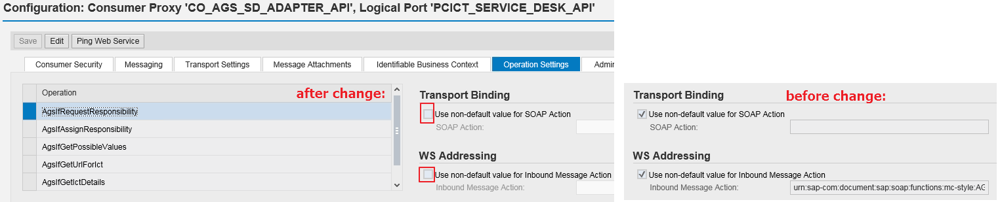 Configuration: Consumer Proxy 'CO_AGS_SD_ADAPTER_API', Logical Port 'PCICT_SERVICE_DESK_API'
Save Edit Ping Web Service
Consumer Security Messaging Transport Settings Message Attachments Identifiable Business Context Operation Settings Admin
Operation
after change:
AgsIfRequestResponsibility
AgsIfAssignResponsibility
AgsIfGetPossibleValues
AgsIfGetUrlForIct
AgsIfGetIctDetails
Transport Binding
Use non-default value for SOAP Action
SOAP Action:
WS Addressing
Use non-default value for Inbound Message Action
Inbound Message Action:
Transport Binding
before change:
Use non-default value for SOAP Action
SOAP Action:
WS Addressing
Use non-default value for Inbound Message Action
Inbound Message Action: urn:sap-com:document:sap:soap:functions:mc-style:AG